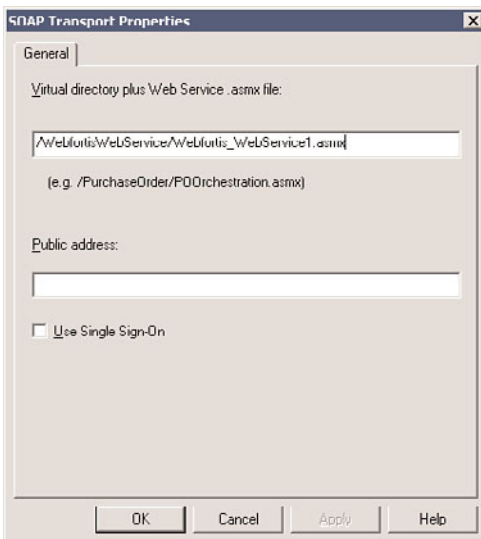 SOAP Transport Properties
General
Virtual directory plus Web Service .asmx file:
/WebfortisWebService/Webfortis_WebService1.asmx
(e.g. /PurchaseOrder/POOrchestration.asmx)
Public address:
Use Single Sign-On
OK Cancel Apply Help